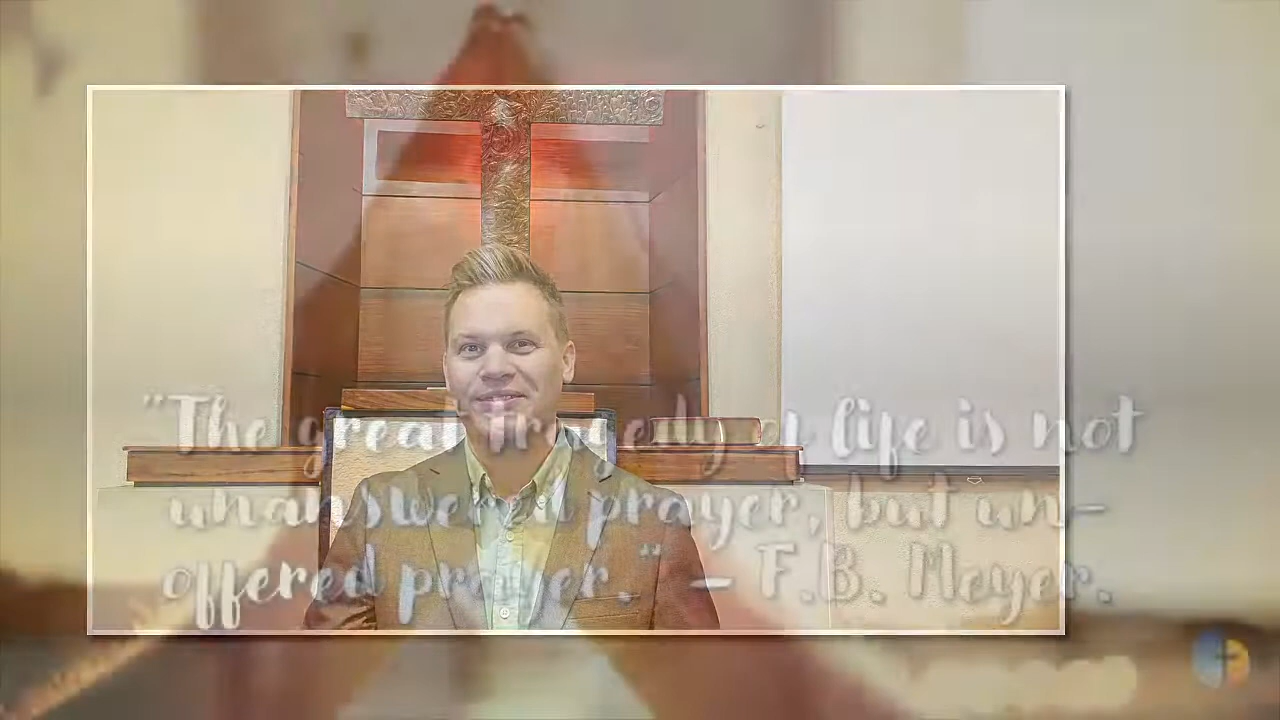 "The great tragedy of life is not
unanswered prayer, but un-
offered prayer." – F.B. Meyer.